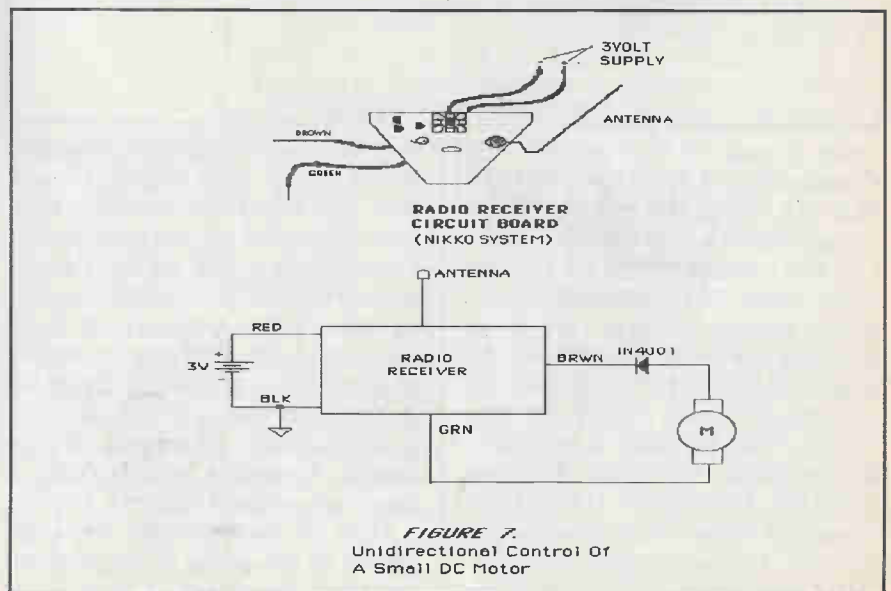 3VOLT
SUPPLY
ANTENNA
BROWN
GREEN
RADIO RECEIVER
CIRCUIT BOARD
(NIKKO SYSTEM)
ANTENNA
RED
3V
+
-
RADIO
RECEIVER
BRWN
IN4001
BLK
GRN
M
FIGURE 7.
Unidirectional Control Of
A Small DC Motor